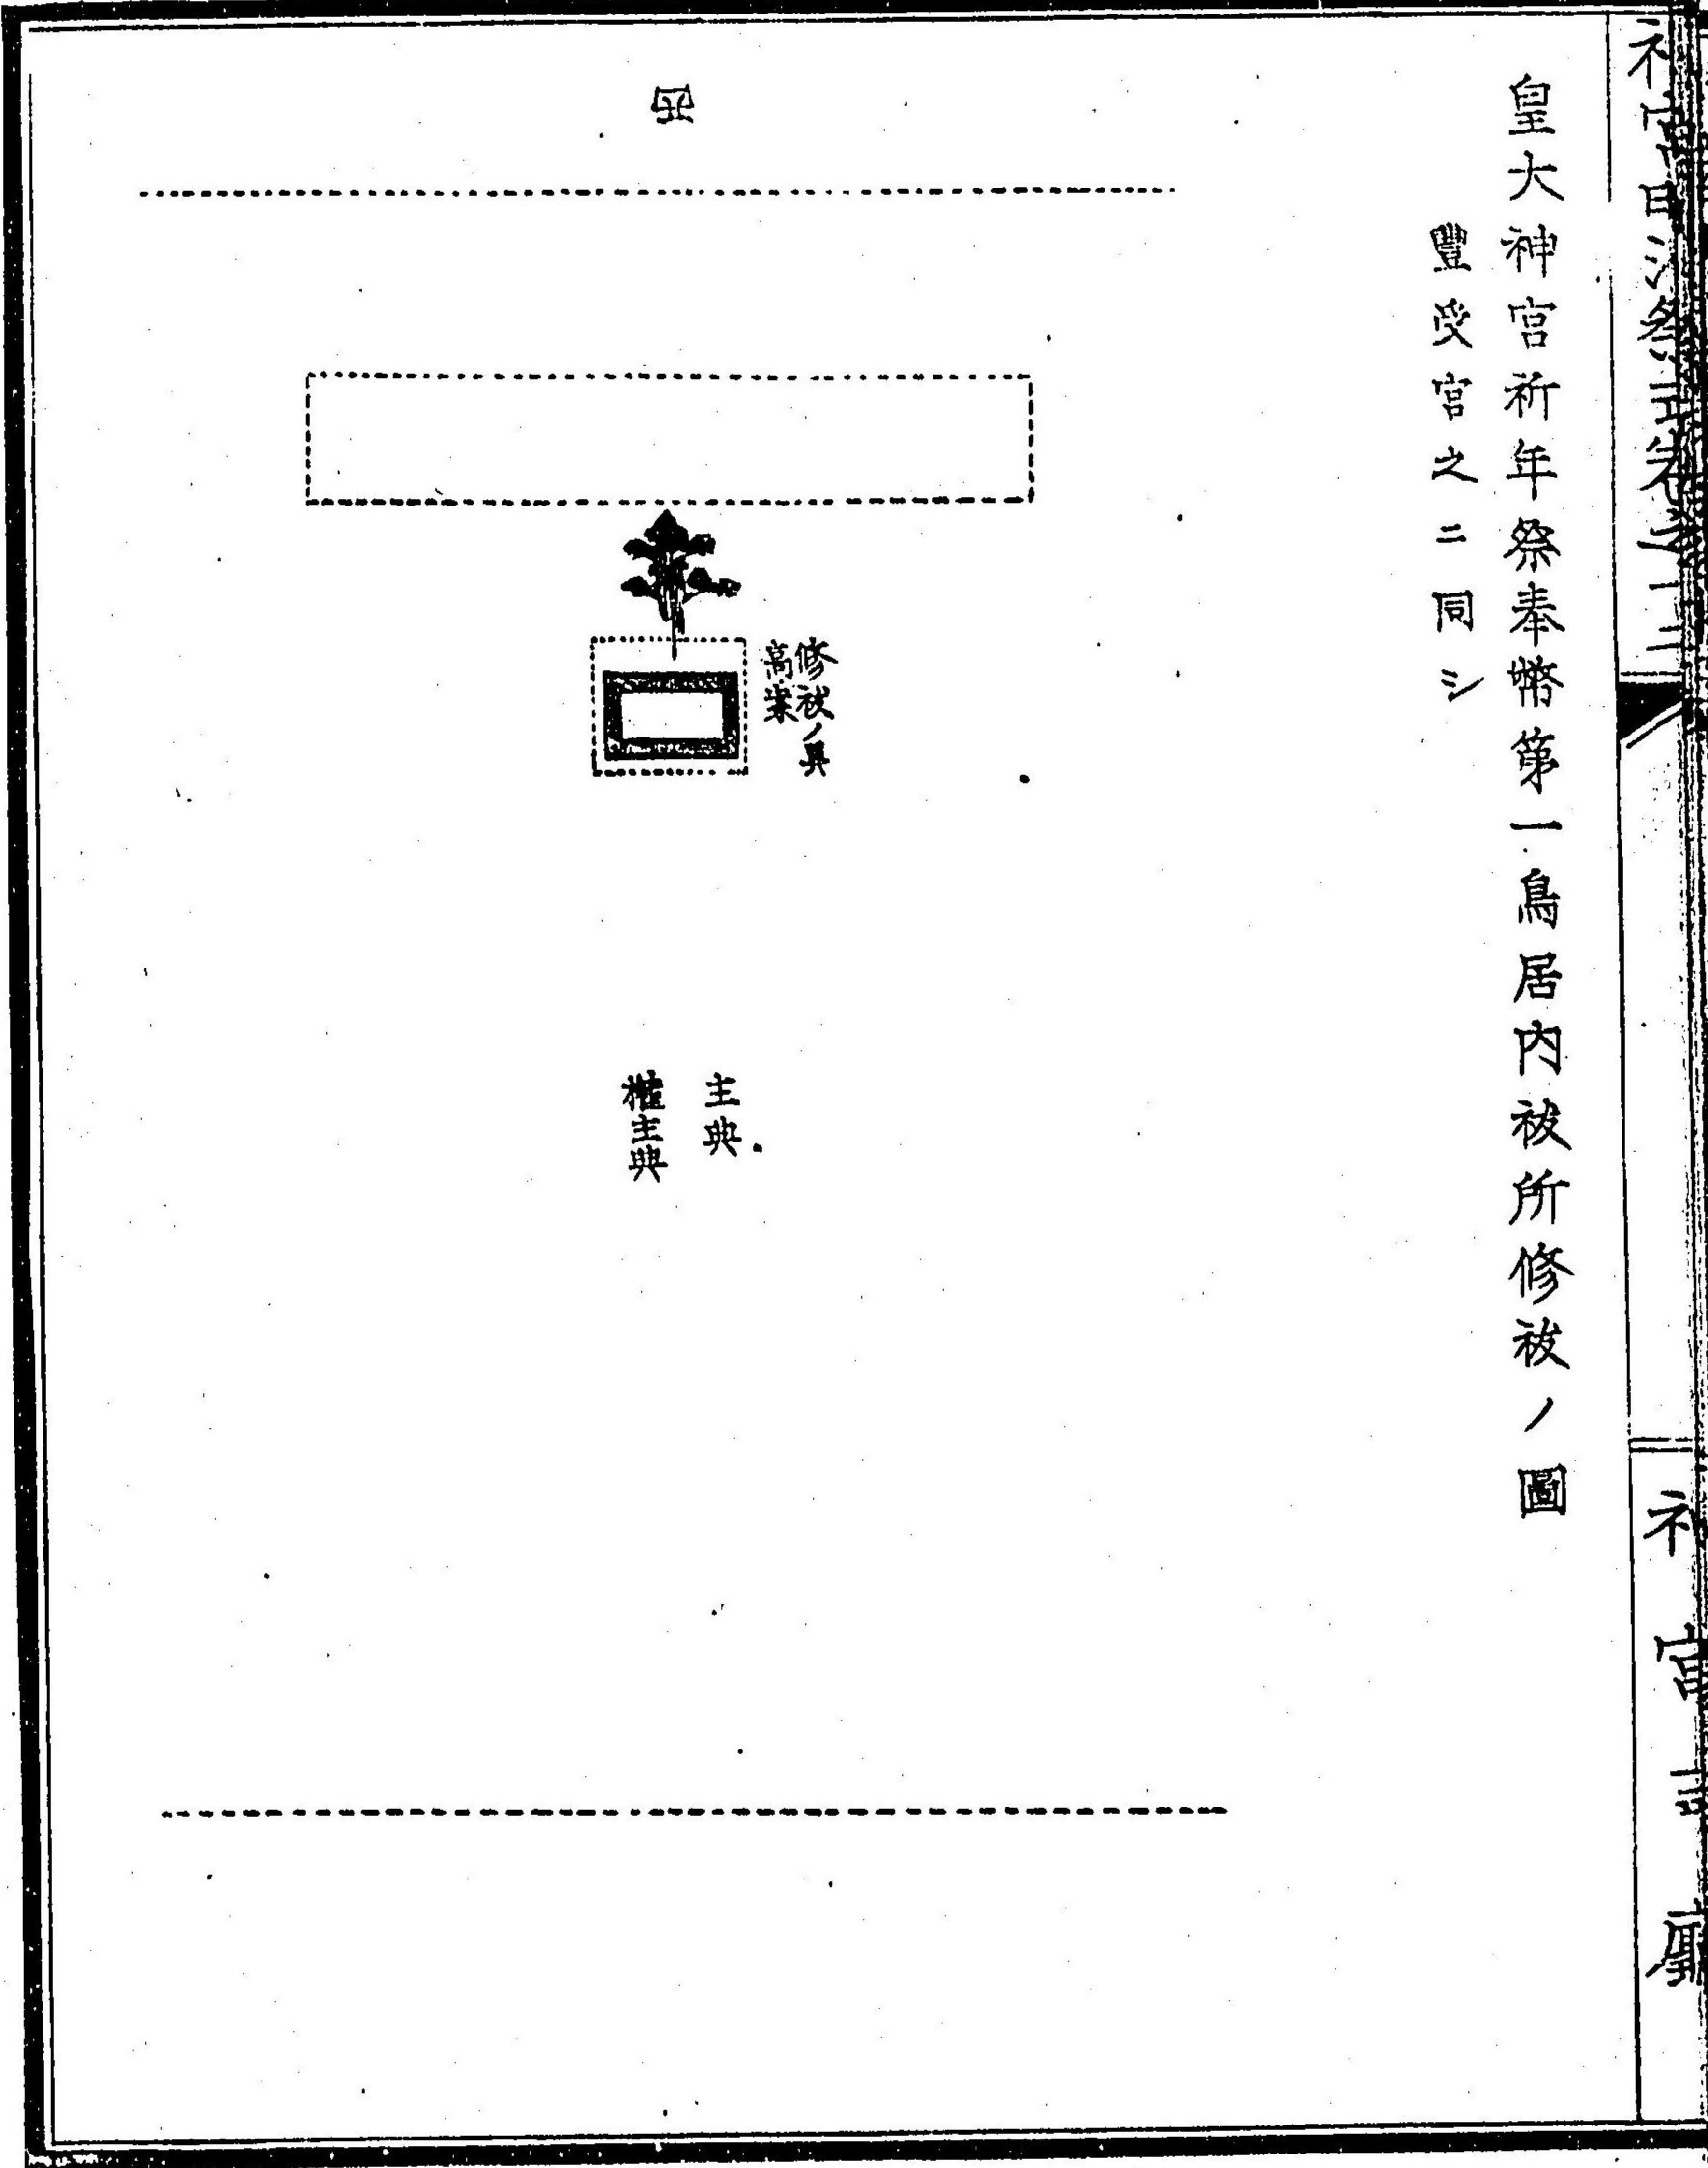 皇大神宮祈年祭奉幣第一鳥居内祓所修祓ノ圖
豐受宮之ニ同シ
修祓ノ具
高案
主典
權主典